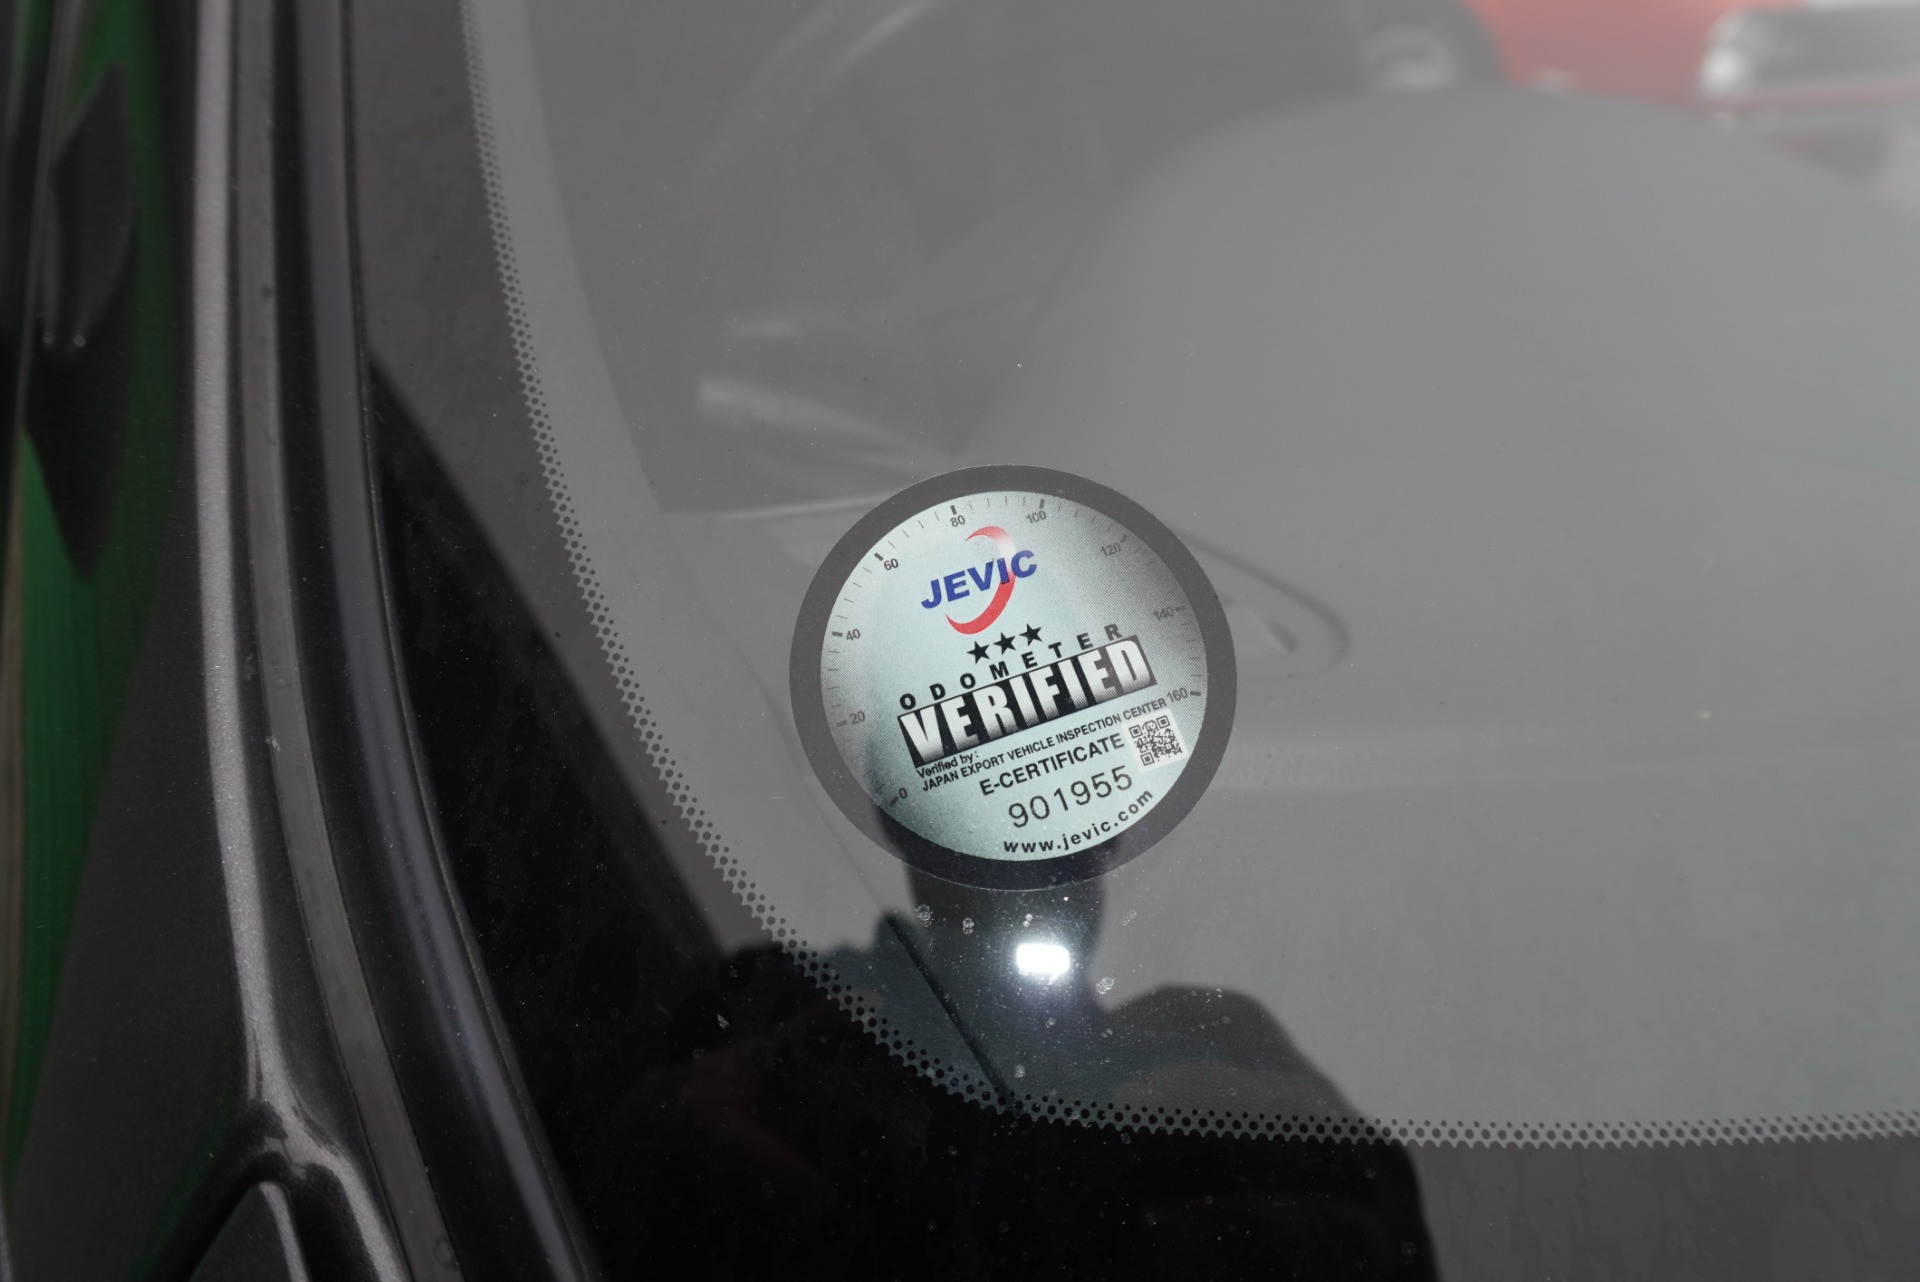 80 100
60 120
JEVIC
40 140
ODOMETER
VERIFIED
20 160
Verified by :
JAPAN EXPORT VEHICLE INSPECTION CENTER
E-CERTIFICATE
0
901955
www.jevic.com